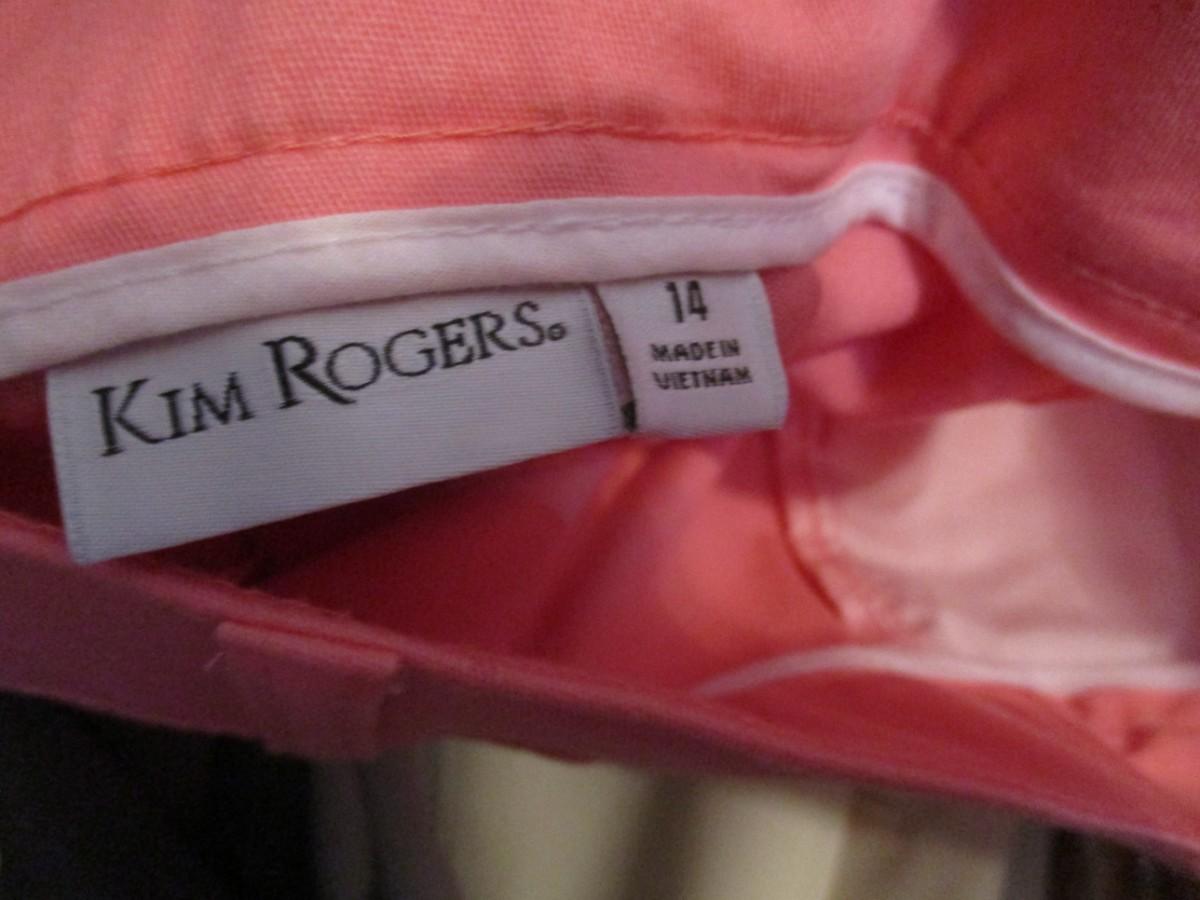 KIM ROGERS®
14
MADE IN
VIETNAM